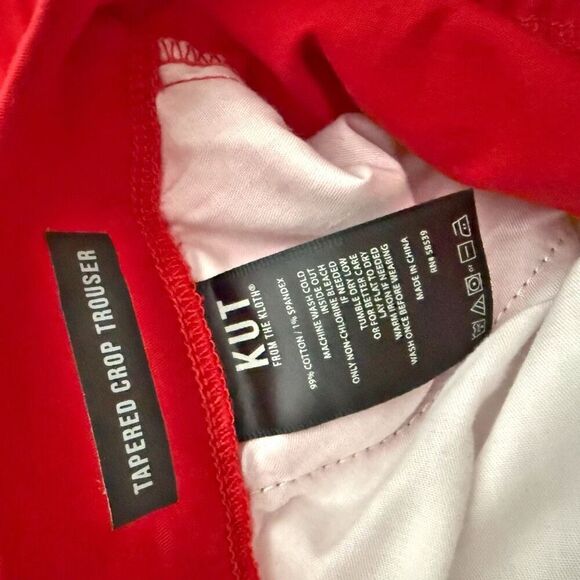 TAPERED CROP TROUSER
KUT
FROM THE KLOTH®
99% COTTON / 1% SPANDEX
MACHINE WASH COLD
INSIDE OUT
ONLY NON-CHLORINE BLEACH
IF NEEDED
TUMBLE DRY LOW
FOR BETTER CARE
LAY FLAT TO DRY
WARM IRON IF NEEDED
WASH ONCE BEFORE WEARING
MADE IN CHINA
RN# 58539